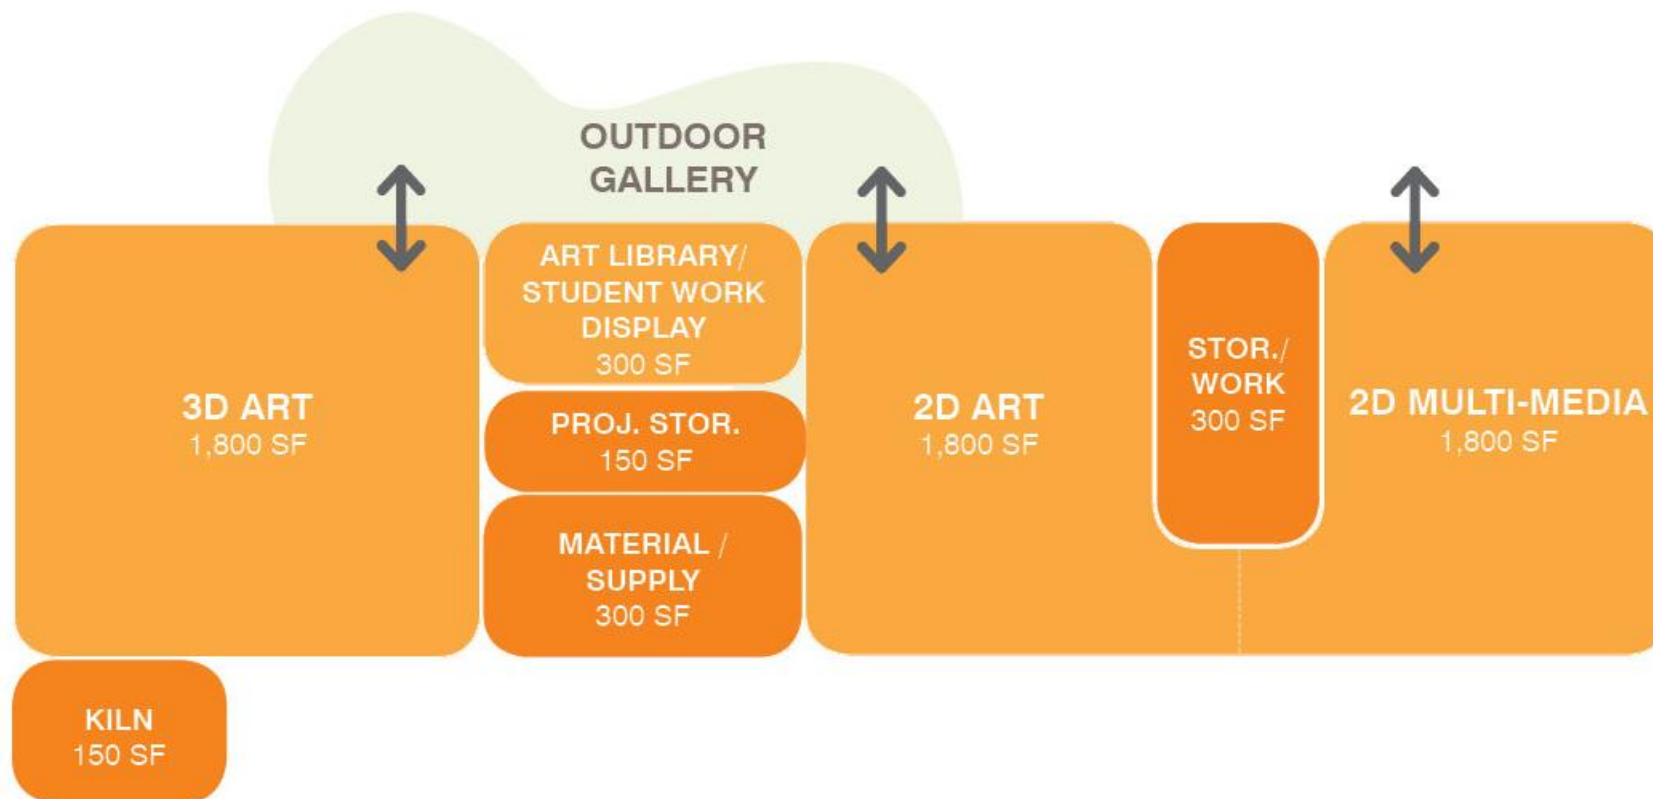 OUTDOOR
GALLERY
3D ART
1,800 SF
ART LIBRARY/
STUDENT WORK
DISPLAY
300 SF
PROJ. STOR.
150 SF
MATERIAL /
SUPPLY
300 SF
2D ART
1,800 SF
STOR./
WORK
300 SF
2D MULTI-MEDIA
1,800 SF
KILN
150 SF